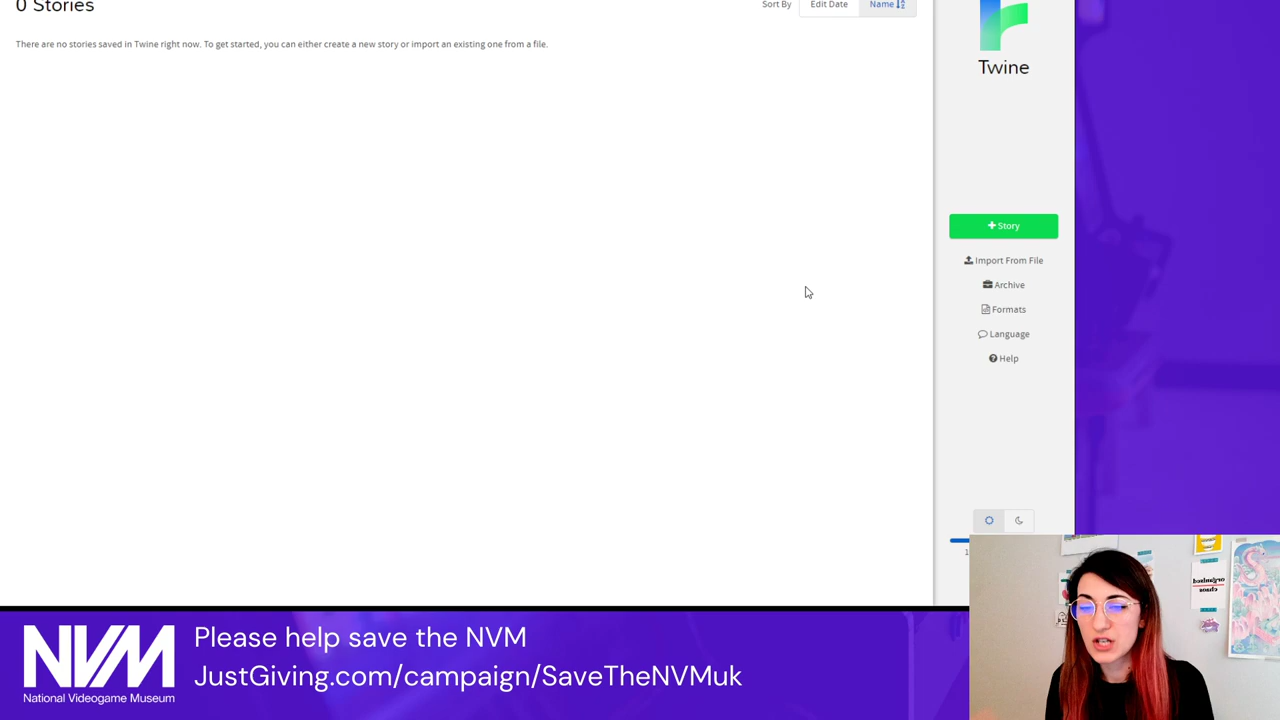 0 Stories
Sort By
Edit Date
Name
There are no stories saved in Twine right now. To get started, you can either create a new story or import an existing one from a file.
Twine
+ Story
Import From File
Archive
Formats
Language
Help
organized
chaos
Please help save the NVM
JustGiving.com/campaign/SaveTheNVMuk
NVM
National Videogame Museum